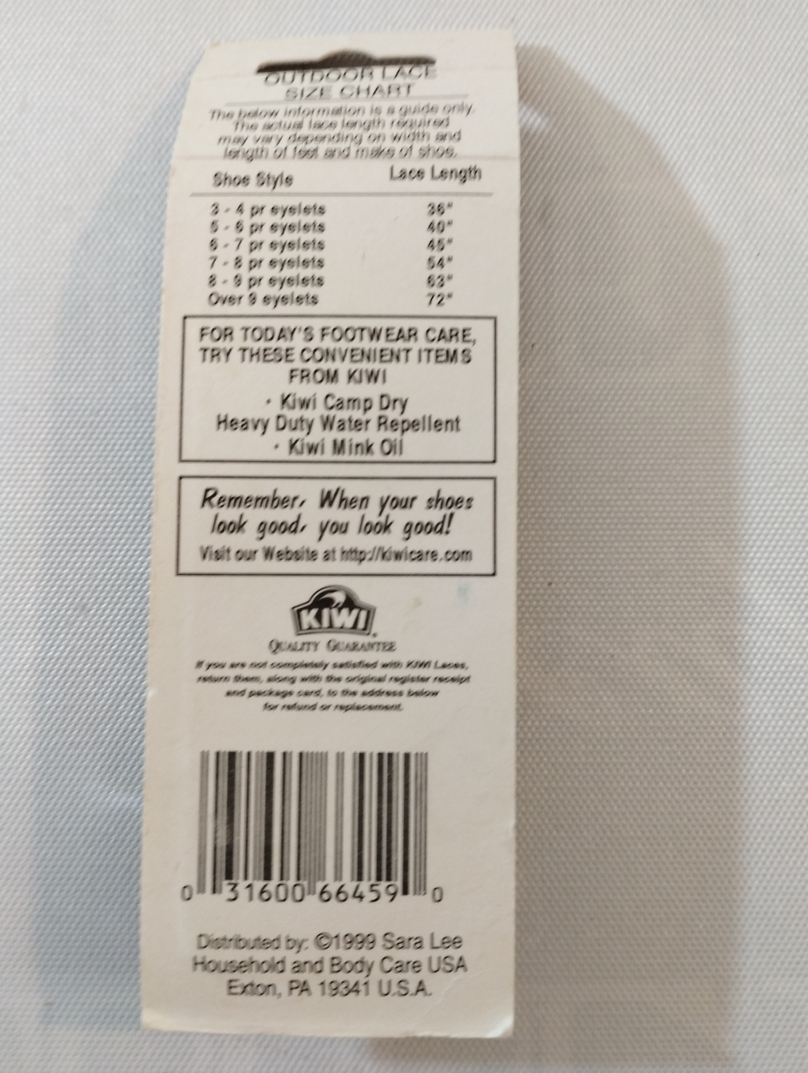 OUTDOOR LACE
SIZE CHART
The below information is a guide only.
The actual lace length required
may vary depending on width and
length of feet and make of shoe.
Shoe Style Lace Length
3 - 4 pr eyelets 36"
5 - 6 pr eyelets 40"
6 - 7 pr eyelets 45"
7 - 8 pr eyelets 54"
8 - 9 pr eyelets 63"
Over 9 eyelets 72"
FOR TODAY'S FOOTWEAR CARE,
TRY THESE CONVENIENT ITEMS
FROM KIWI
• Kiwi Camp Dry
Heavy Duty Water Repellent
• Kiwi Mink Oil
Remember, When your shoes
look good, you look good!
Visit our Website at http://kiwicare.com
KIWI®
QUALITY GUARANTEE
If you are not completely satisfied with KIWI Laces,
return them, along with the original register receipt
and package card, to the address below
for refund or replacement.
0 31600 66459 0
Distributed by: ©1999 Sara Lee
Household and Body Care USA
Exton, PA 19341 U.S.A.